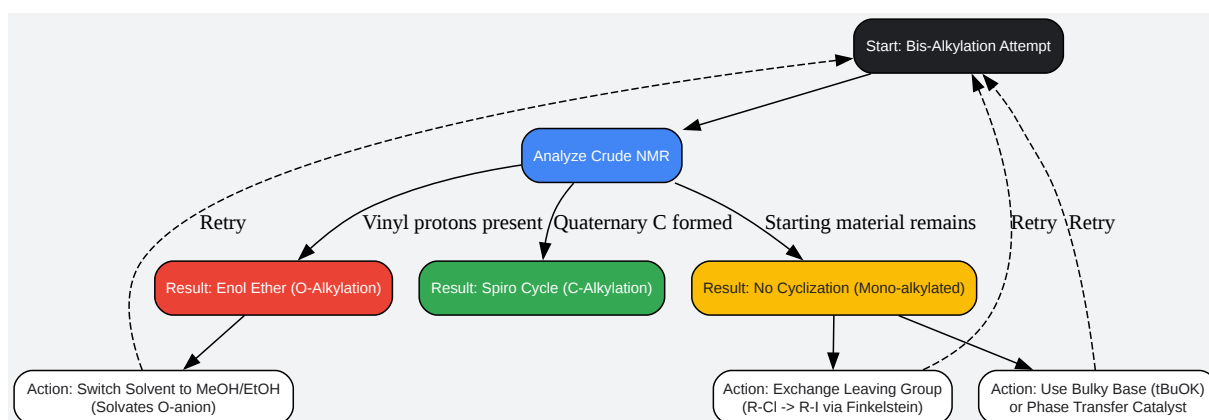 Start: Bis-Alkylation Attempt
Analyze Crude NMR
Retry
Vinyl protons present
Quaternary C formed
Starting material remains
Retry
Retry
Result: Enol Ether (O-Alkylation)
Result: Spiro Cycle (C-Alkylation)
Result: No Cyclization (Mono-alkylated)
Action: Switch Solvent to MeOH/EtOH
(Solvates O-anion)
Action: Exchange Leaving Group
(R-Cl -> R-I via Finkelstein)
Action: Use Bulky Base (tBuOK)
or Phase Transfer Catalyst